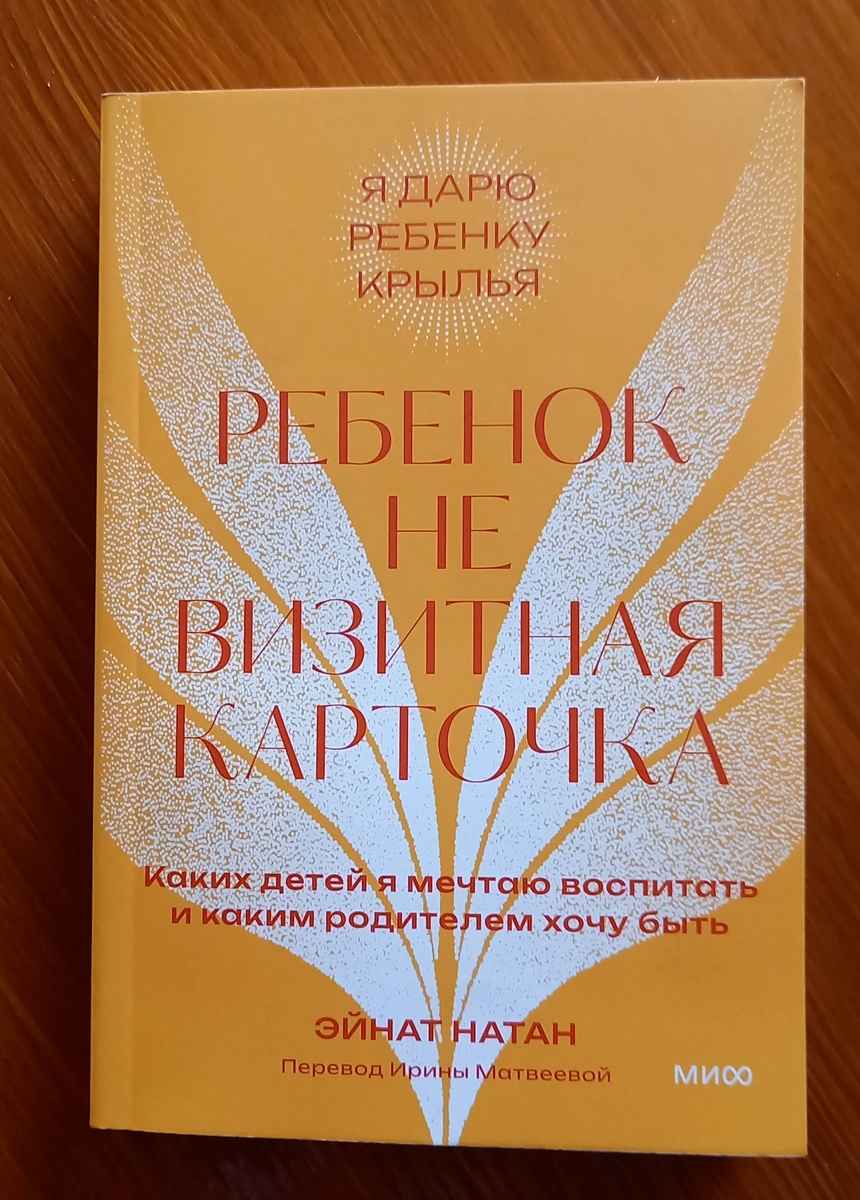 Я ДАРЮ
РЕБЕНКУ
КРЫЛЬЯ
РЕБЕНОК
НЕ
ВИЗИТНАЯ
КАРТОЧКА
Каких детей я мечтаю воспитать
и каким родителем хочу быть
ЭЙНАТ НАТАН
Перевод Ирины Матвеевой
МИФ